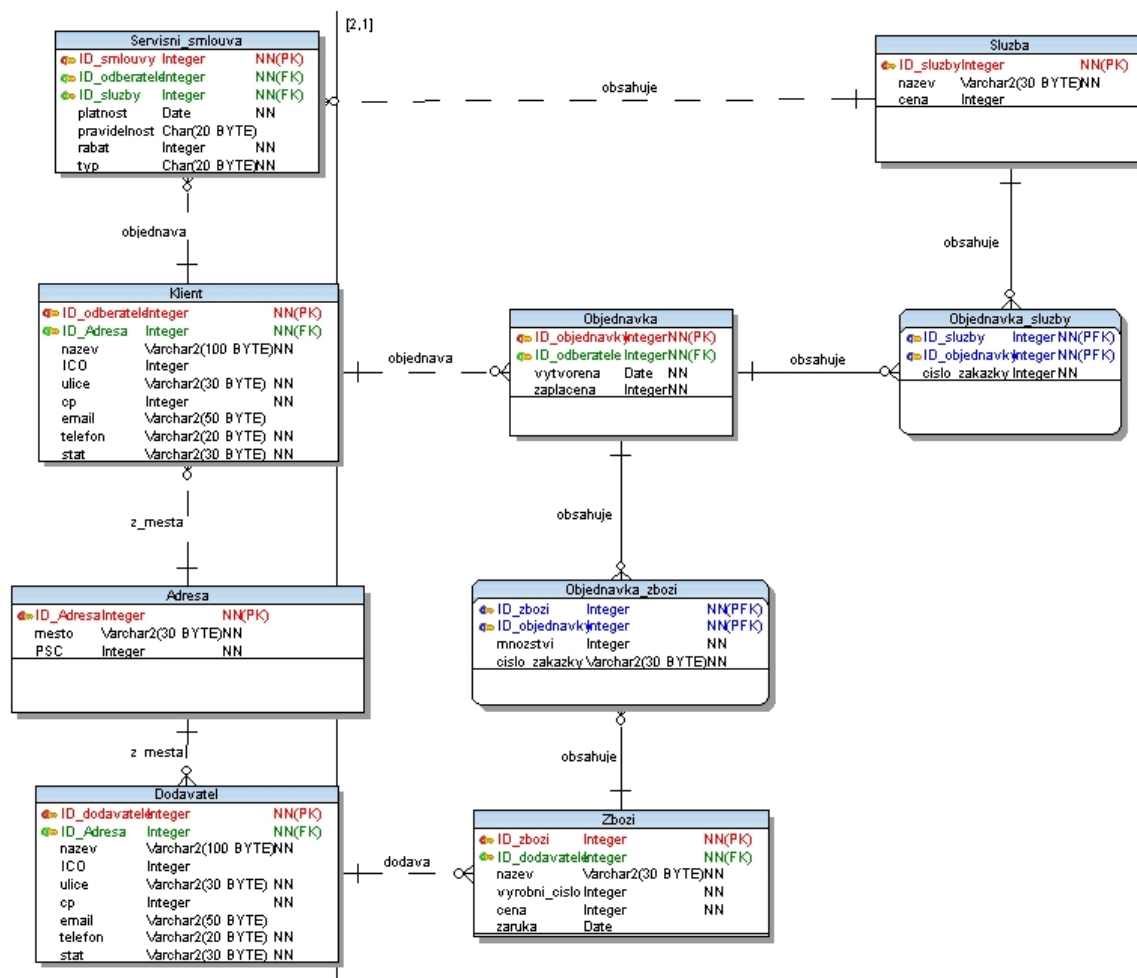 [2,1]
Servisni_smlouva
ID_smlouvy Integer NN(PK)
ID_odberatele Integer NN(FK)
ID_sluzby Integer NN(FK)
platnost Date NN
pravidelnost Char(20 BYTE)
rabat Integer NN
typ Char(20 BYTE)NN
obsahuje
Sluzba
ID_sluzby Integer NN(PK)
nazev Varchar2(30 BYTE)NN
cena Integer
objednava
obsahuje
Klient
ID_odberatele Integer NN(PK)
ID_Adresa Integer NN(FK)
nazev Varchar2(100 BYTE)NN
ICO Integer
ulice Varchar2(30 BYTE) NN
cp Integer NN
email Varchar2(50 BYTE)
telefon Varchar2(20 BYTE) NN
stat Varchar2(30 BYTE) NN
objednava
Objednavka
ID_objednavky Integer NN(PK)
ID_odberatele Integer NN(FK)
vytvorena Date NN
zaplacena Integer NN
obsahuje
Objednavka_sluzby
ID_sluzby Integer NN(PFK)
ID_objednavky Integer NN(PFK)
cislo_zakazky Integer NN
z_mesta
obsahuje
Adresa
ID_Adresa Integer NN(PK)
mesto Varchar2(30 BYTE)NN
PSC Integer NN
Objednavka_zbozi
ID_zbozi Integer NN(PFK)
ID_objednavky Integer NN(PFK)
mnozstvi Integer NN
cislo_zakazky Varchar2(30 BYTE)NN
z_mesta
obsahuje
Dodavatel
ID_dodavatele Integer NN(PK)
ID_Adresa Integer NN(FK)
nazev Varchar2(100 BYTE)NN
ICO Integer
ulice Varchar2(30 BYTE) NN
cp Integer NN
email Varchar2(50 BYTE)
telefon Varchar2(20 BYTE) NN
stat Varchar2(30 BYTE) NN
dodava
Zbozi
ID_zbozi Integer NN(PK)
ID_dodavatele Integer NN(FK)
nazev Varchar2(30 BYTE)NN
vyrobni_cislo Integer NN
cena Integer NN
zaruka Date